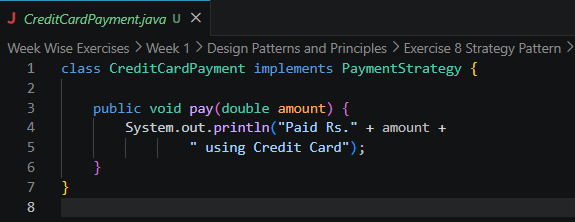 J CreditCardPayment.java U ×
Week Wise Exercises > Week 1 > Design Patterns and Principles > Exercise 8 Strategy Pattern >
1 class CreditCardPayment implements PaymentStrategy {
2
3     public void pay(double amount) {
4         System.out.println("Paid Rs." + amount +
5                 " using Credit Card");
6     }
7 }
8